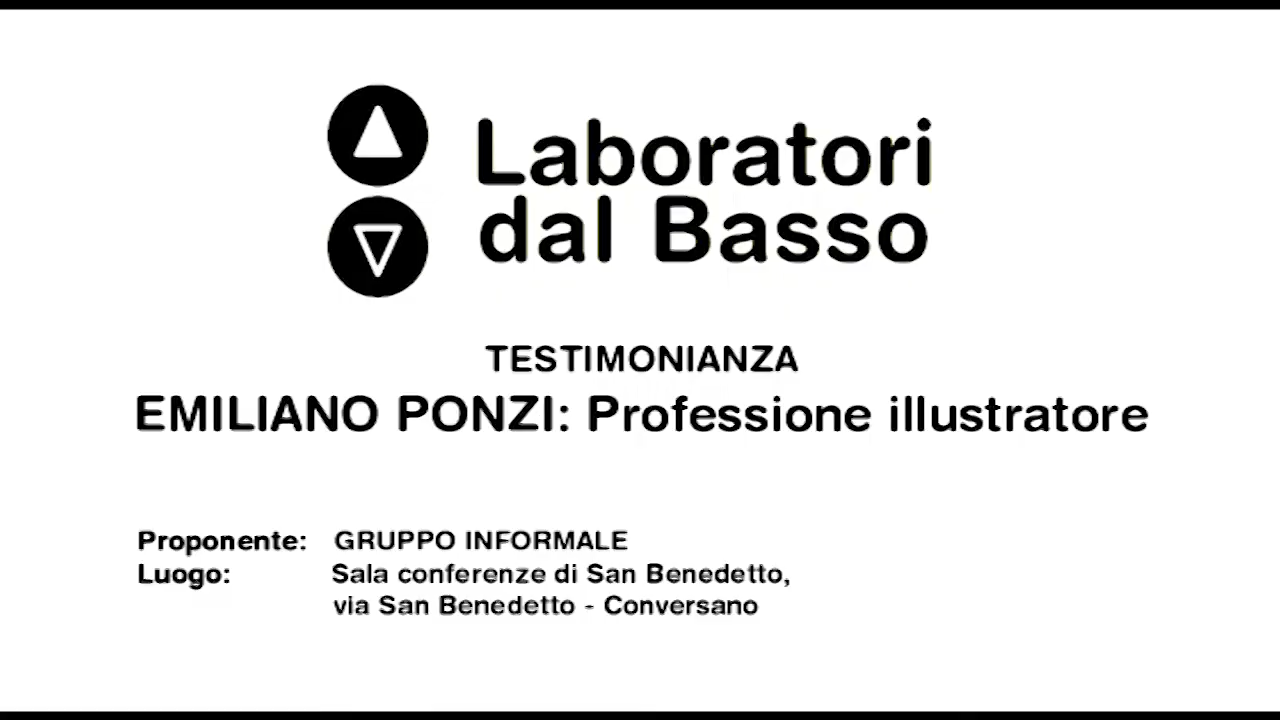 Laboratori
dal Basso
TESTIMONIANZA
EMILIANO PONZI: Professione illustratore
Proponente: GRUPPO INFORMALE
Luogo: Sala conferenze di San Benedetto,
via San Benedetto - Conversano